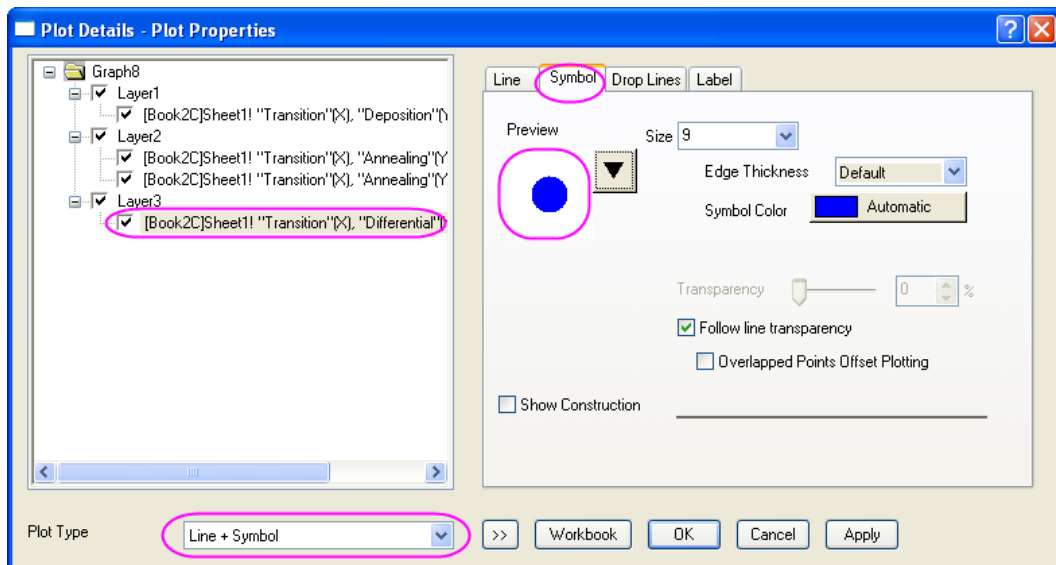 Plot Details - Plot Properties
Graph8
Layer1
[Book2C]Sheet1! "Transition"(X), "Deposition"(Y
Layer2
[Book2C]Sheet1! "Transition"(X), "Annealing"(Y
[Book2C]Sheet1! "Transition"(X), "Annealing"(Y
Layer3
[Book2C]Sheet1! "Transition"(X), "Differential"(
Line Symbol Drop Lines Label
Preview
Size 9
Edge Thickness Default
Symbol Color Automatic
Transparency 0 %
Follow line transparency
Overlapped Points Offset Plotting
Show Construction
Plot Type Line + Symbol >> Workbook OK Cancel Apply